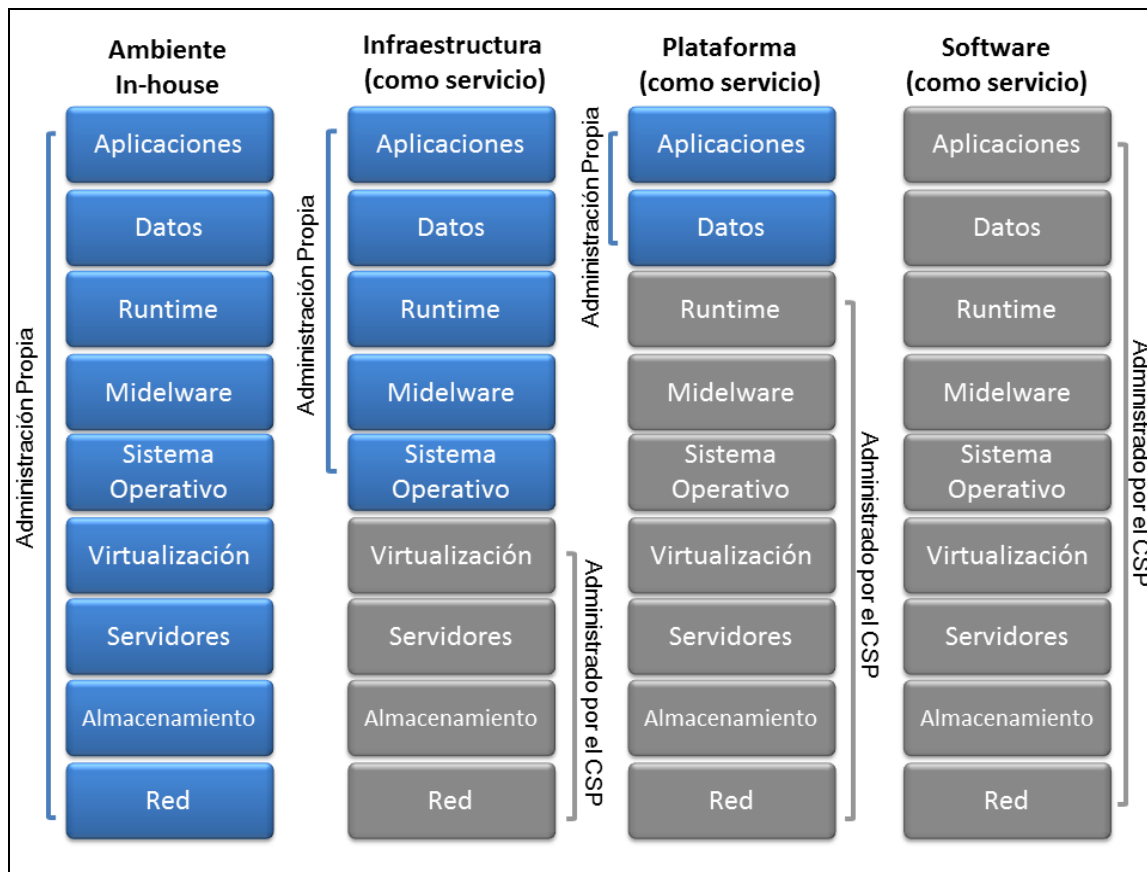 Ambiente
In-house
Administración Propia
Aplicaciones
Datos
Runtime
Midelware
Sistema
Operativo
Virtualización
Servidores
Almacenamiento
Red
Infraestructura
(como servicio)
Administración Propia
Aplicaciones
Datos
Runtime
Midelware
Sistema
Operativo
Virtualización
Servidores
Almacenamiento
Red
Administrado por el CSP
Plataforma
(como servicio)
Administración Propia
Aplicaciones
Datos
Runtime
Midelware
Sistema
Operativo
Virtualización
Servidores
Almacenamiento
Red
Administrado por el CSP
Software
(como servicio)
Aplicaciones
Datos
Runtime
Midelware
Sistema
Operativo
Virtualización
Servidores
Almacenamiento
Red
Administrado por el CSP